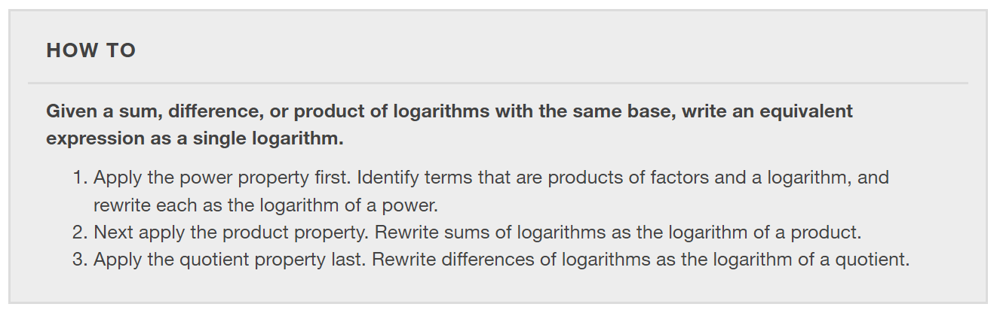 HOW TO
Given a sum, difference, or product of logarithms with the same base, write an equivalent
expression as a single logarithm.
1. Apply the power property first. Identify terms that are products of factors and a logarithm, and
rewrite each as the logarithm of a power.
2. Next apply the product property. Rewrite sums of logarithms as the logarithm of a product.
3. Apply the quotient property last. Rewrite differences of logarithms as the logarithm of a quotient.